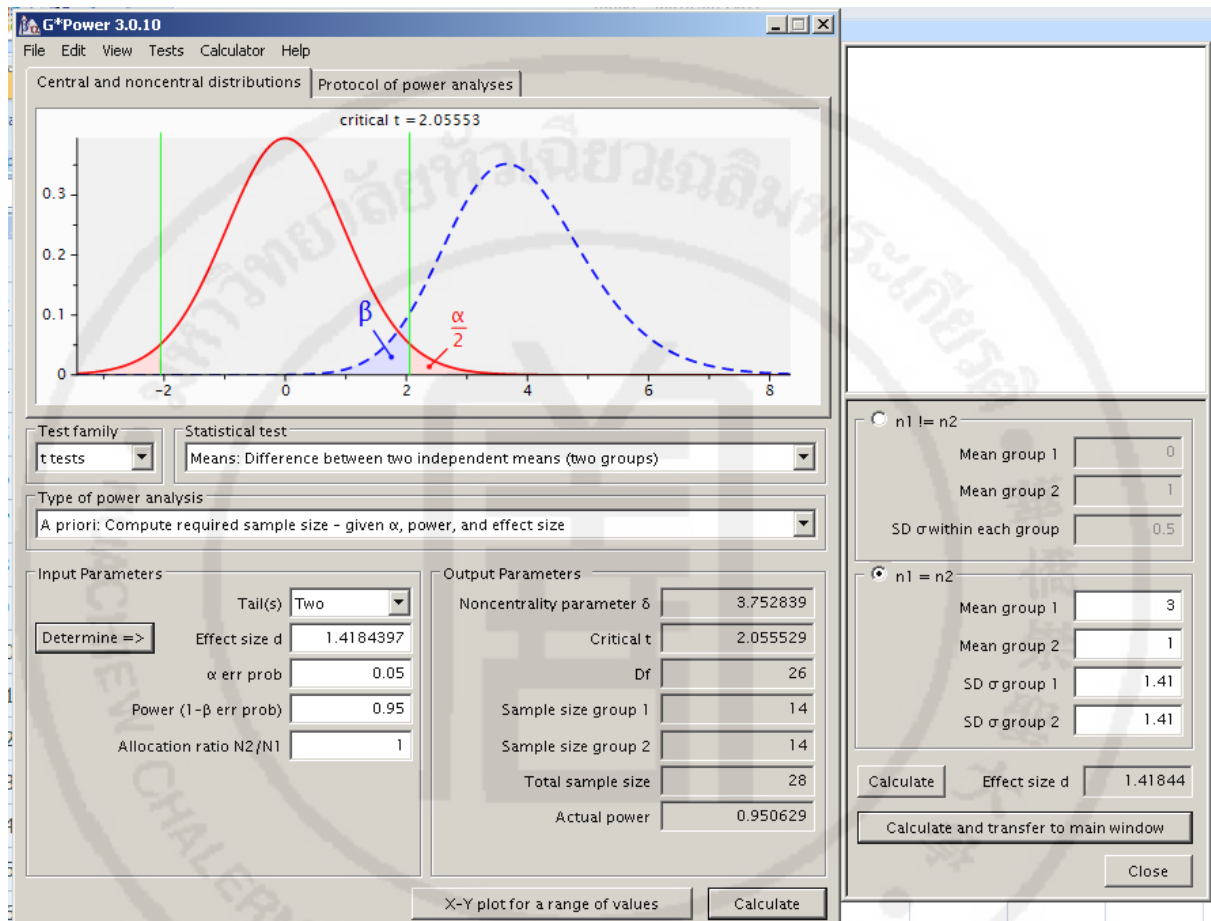 G*Power 3.0.10
File Edit View Tests Calculator Help
Central and noncentral distributions
Protocol of power analyses
critical t = 2.05553
0.3
0.2
0.1
0
-2 0 2 4 6 8
β
α
2
Test family
Statistical test
t tests
Means: Difference between two independent means (two groups)
Type of power analysis
A priori: Compute required sample size – given α, power, and effect size
Input Parameters
Tail(s) Two
Determine => Effect size d 1.4184397
α err prob 0.05
Power (1-β err prob) 0.95
Allocation ratio N2/N1 1
Output Parameters
Noncentrality parameter δ 3.752839
Critical t 2.055529
Df 26
Sample size group 1 14
Sample size group 2 14
Total sample size 28
Actual power 0.950629
X-Y plot for a range of values
Calculate
n1 != n2
Mean group 1 0
Mean group 2 1
SD σ within each group 0.5
n1 = n2
Mean group 1 3
Mean group 2 1
SD σ group 1 1.41
SD σ group 2 1.41
Calculate Effect size d 1.41844
Calculate and transfer to main window
Close